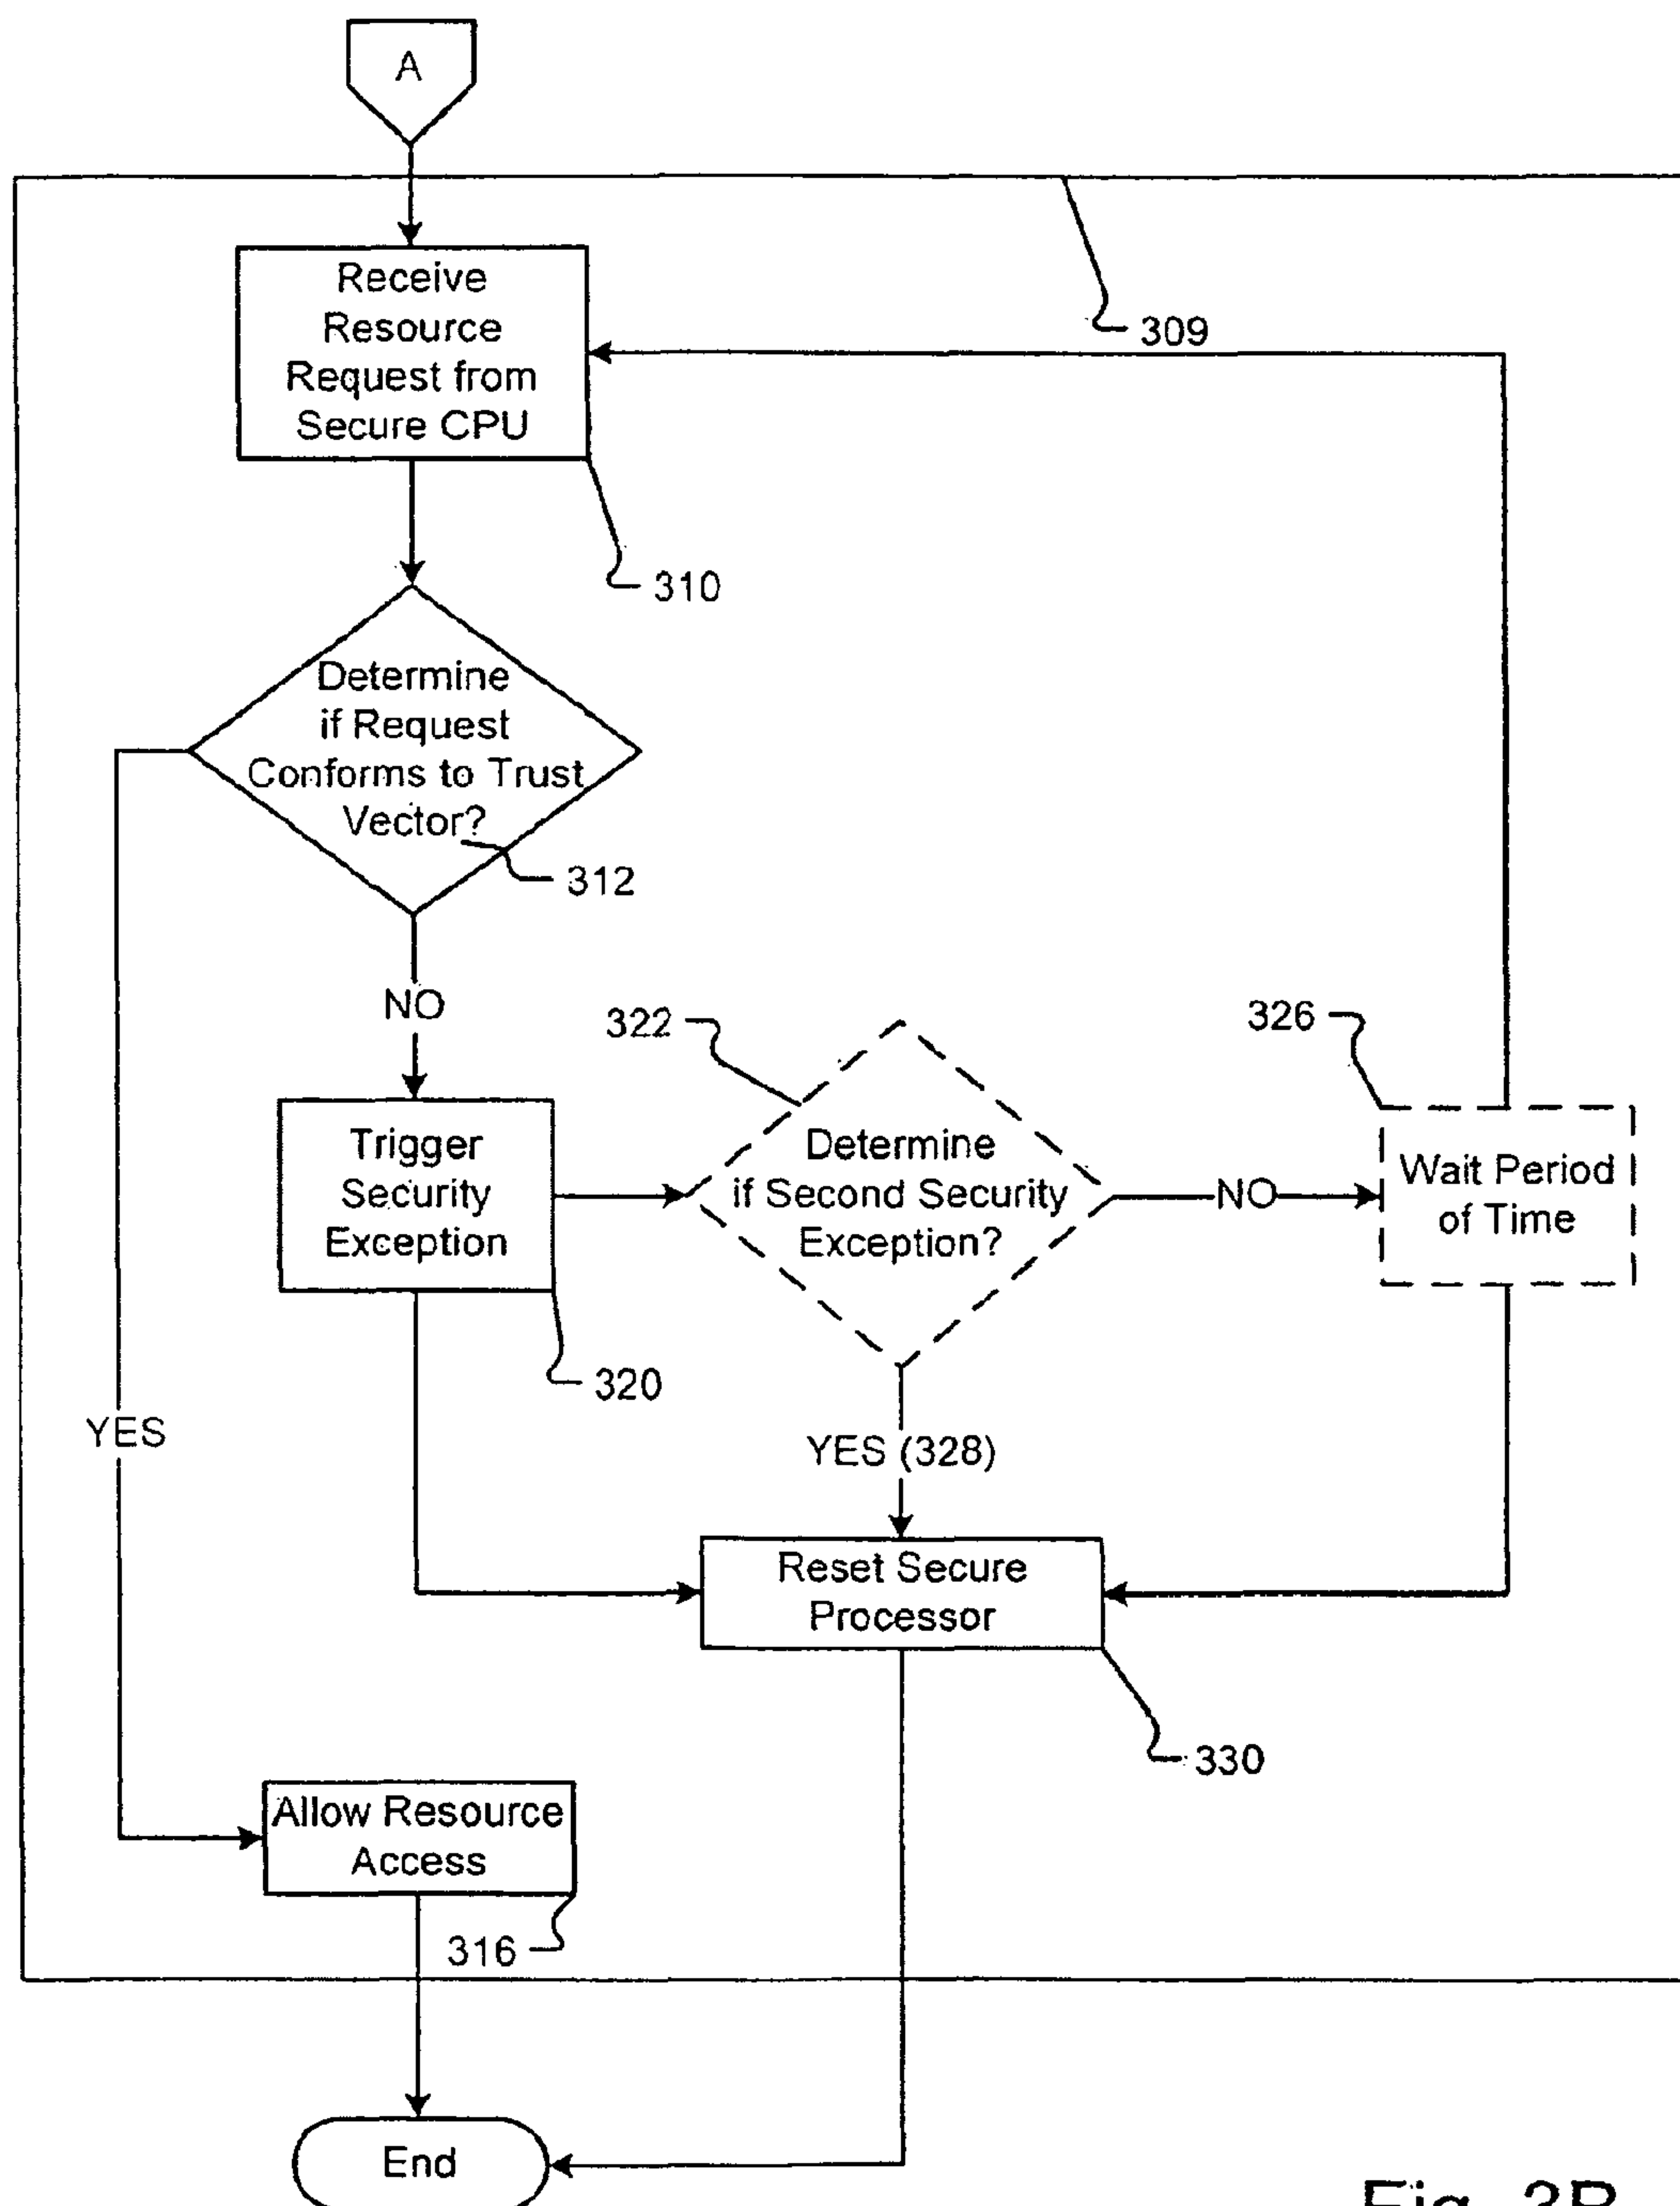 A
Receive
Resource
Request from
Secure CPU
309
310
Determine
if Request
Conforms to Trust
Vector?
312
NO
322
326
Trigger
Security
Exception
Determine
if Second Security
Exception?
NO
Wait Period
of Time
320
YES
YES (328)
Reset Secure
Processor
330
Allow Resource
Access
316
End